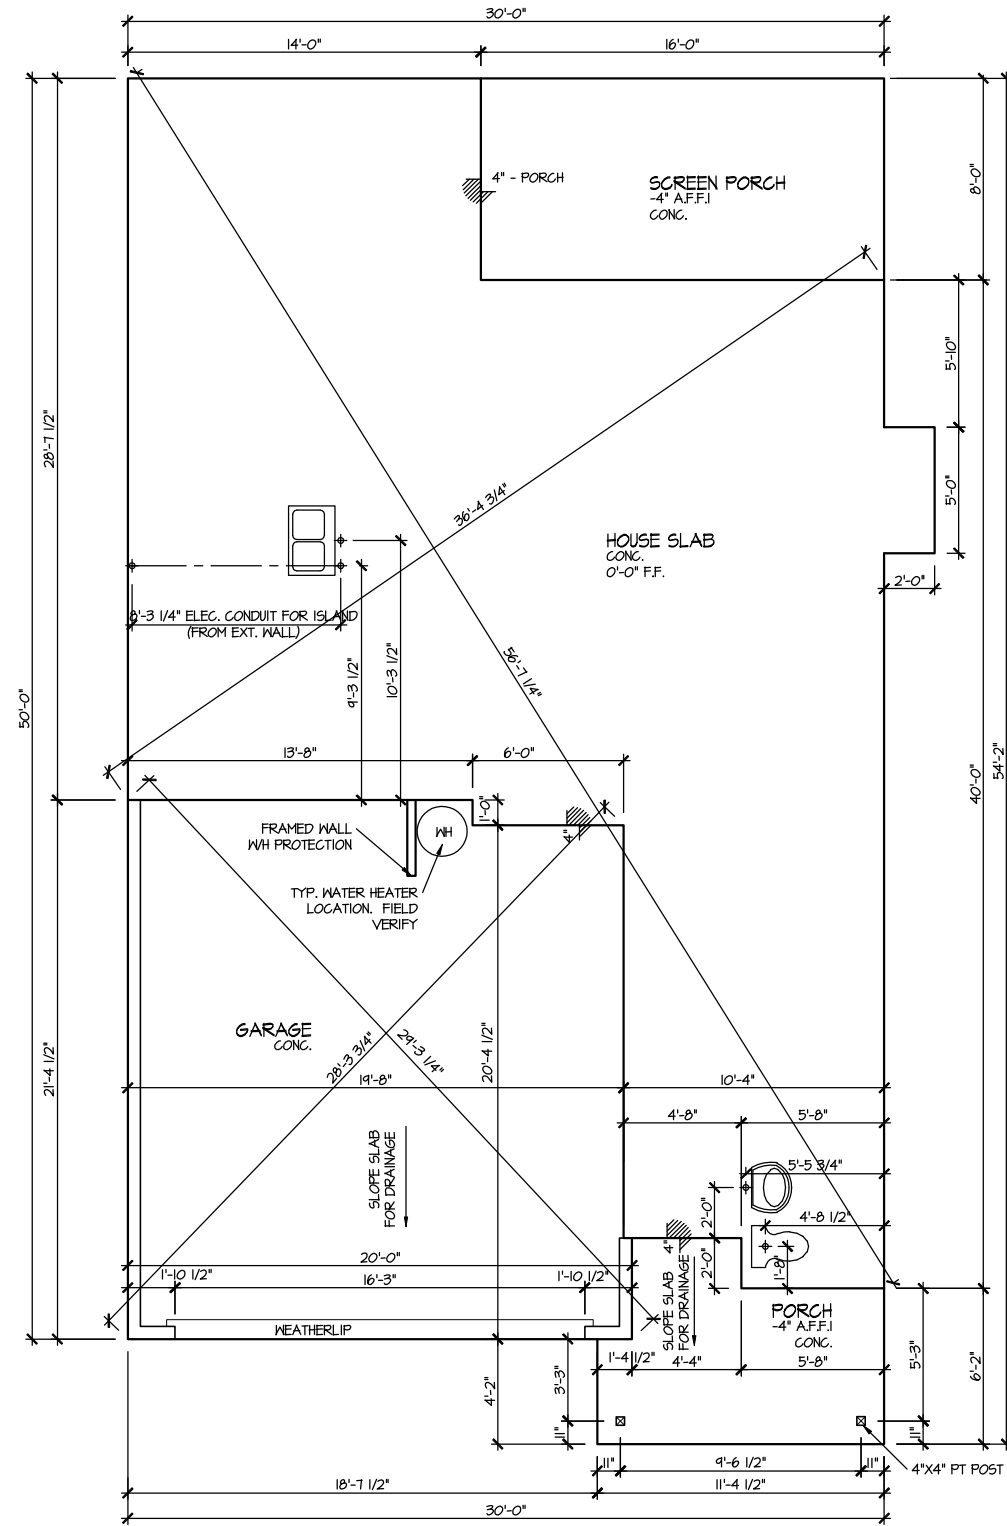 30'-0"
14'-0"
16'-0"
4" - PORCH
SCREEN PORCH
-4" A.F.F.I
CONC.
8'-0"
5'-10"
28'-7 1/2"
36'-4 3/4"
5'-0"
HOUSE SLAB
CONC.
0'-0" F.F.
2'-0"
8'-3 1/4" ELEC. CONDUIT FOR ISLAND
(FROM EXT. WALL)
9'-3 1/2"
10'-3 1/2"
56'-7 1/4"
50'-0"
54'-2"
40'-0"
13'-8"
6'-0"
1'-0"
4"
FRAMED WALL
W/H PROTECTION
WH
TYP. WATER HEATER
LOCATION. FIELD
VERIFY
GARAGE
CONC.
28'-3 3/4"
29'-3 1/4"
20'-4 1/2"
21'-4 1/2"
19'-8"
10'-4"
4'-8"
5'-8"
SLOPE SLAB
FOR DRAINAGE
5'-5 3/4"
4'-8 1/2"
2'-0"
2'-0"
1'-8"
4"
SLOPE SLAB
FOR DRAINAGE
20'-0"
1'-10 1/2"
16'-3"
1'-10 1/2"
WEATHERLIP
PORCH
-4" A.F.F.I
CONC.
1'-4 1/2"
4'-4"
5'-8"
5'-3"
6'-2"
4'-2"
3'-3"
11"
11"
11"
9'-6 1/2"
11"
4"X4" PT POST
18'-7 1/2"
11'-4 1/2"
30'-0"